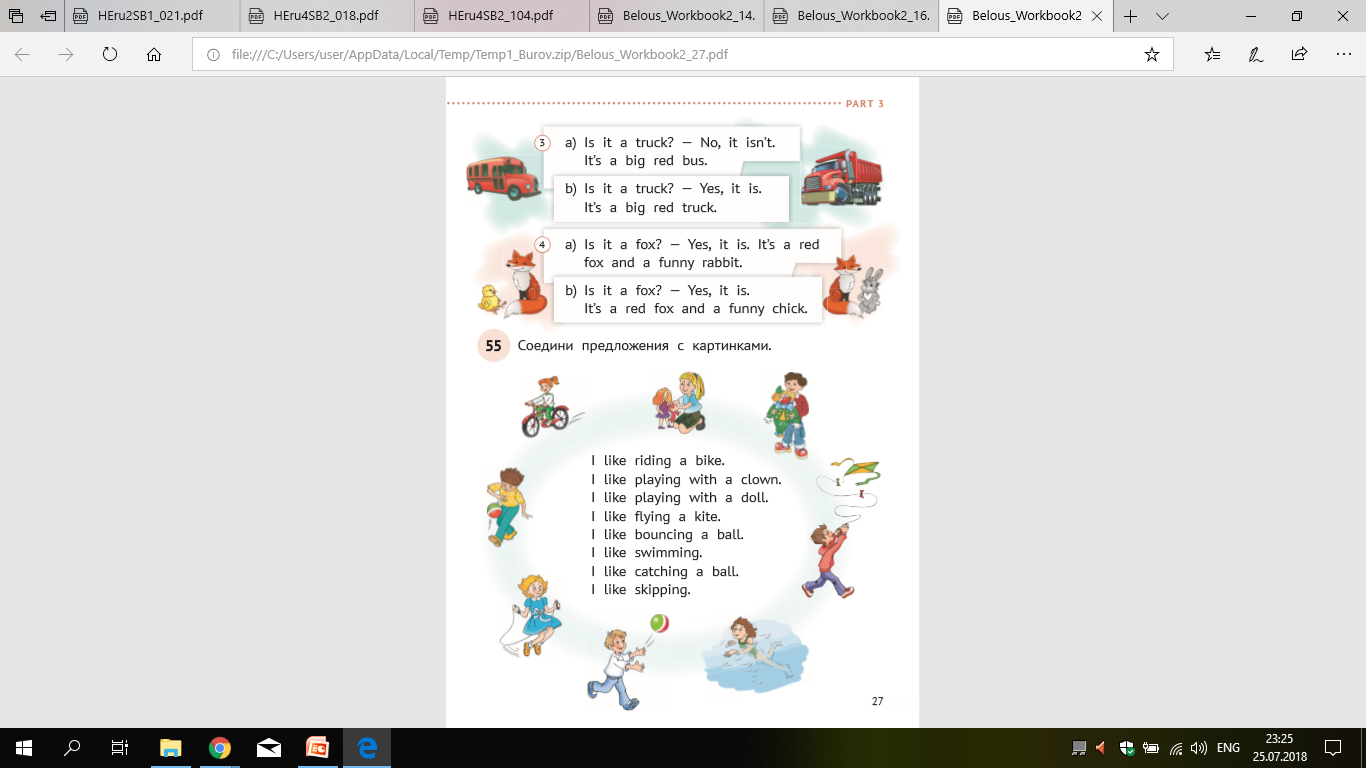 HEru2SB1_021.pdf
HEru4SB2_018.pdf
HEru4SB2_104.pdf
Belous_Workbook2_14.
Belous_Workbook2_16.
Belous_Workbook2
file:///C:/Users/user/AppData/Local/Temp/Temp1_Burov.zip/Belous_Workbook2_27.pdf
PART 3
3 a) Is it a truck? — No, it isn't.
It's a big red bus.
b) Is it a truck? — Yes, it is.
It's a big red truck.
4 a) Is it a fox? — Yes, it is. It's a red
fox and a funny rabbit.
b) Is it a fox? — Yes, it is.
It's a red fox and a funny chick.
55 Соедини предложения с картинками.
I like riding a bike.
I like playing with a clown.
I like playing with a doll.
I like flying a kite.
I like bouncing a ball.
I like swimming.
I like catching a ball.
I like skipping.
27
ENG
23:25
25.07.2018